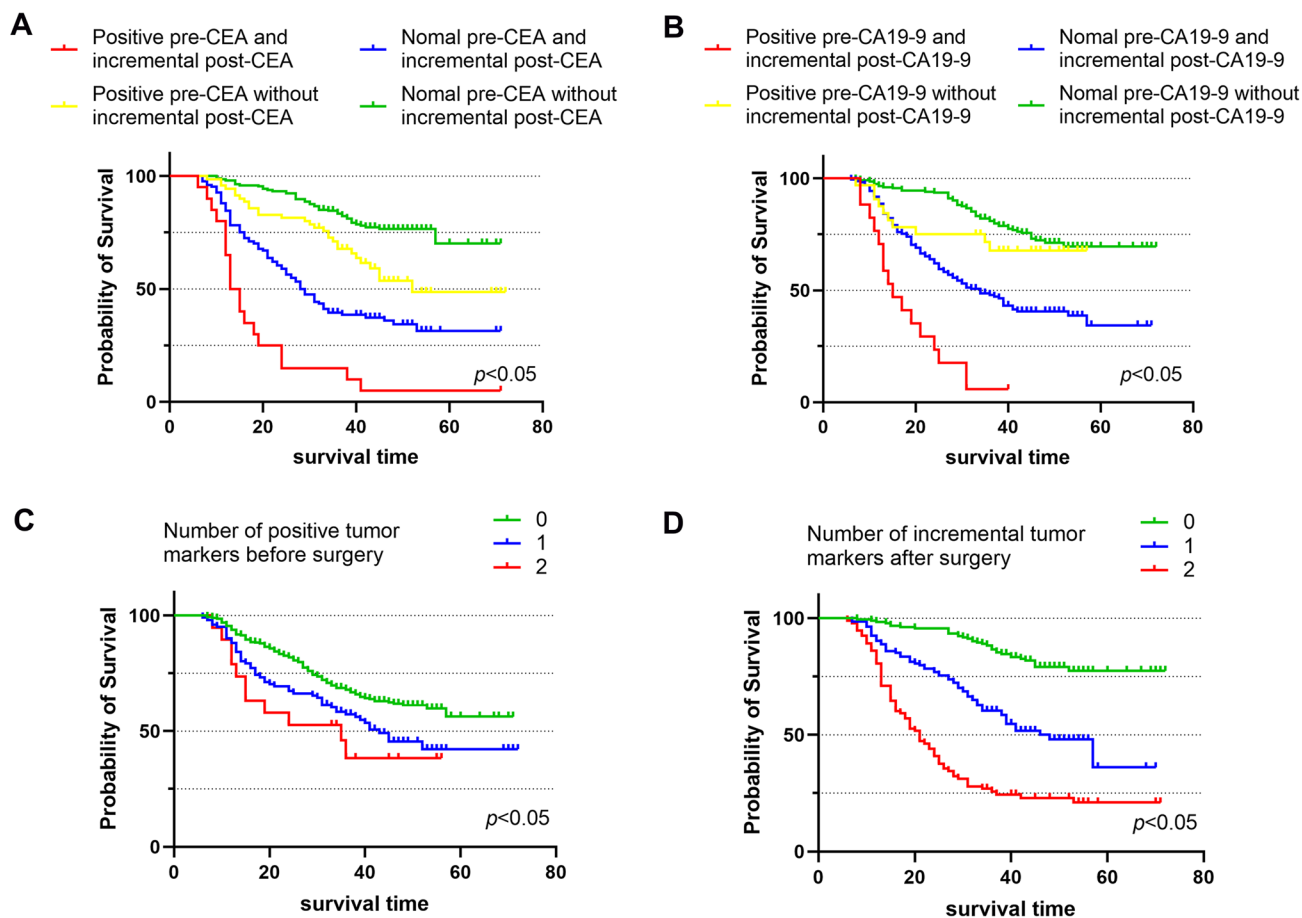 A
Positive pre-CEA and
incremental post-CEA
Nomal pre-CEA and
incremental post-CEA
Positive pre-CEA without
incremental post-CEA
Nomal pre-CEA without
incremental post-CEA
Probability of Survival
100
50
0
p<0.05
0 20 40 60 80
survival time
B
Positive pre-CA19-9 and
incremental post-CA19-9
Nomal pre-CA19-9 and
incremental post-CA19-9
Positive pre-CA19-9 without
incremental post-CA19-9
Nomal pre-CA19-9 without
incremental post-CA19-9
Probability of Survival
100
50
0
p<0.05
0 20 40 60 80
survival time
C
Number of positive tumor
markers before surgery
0
1
2
Probability of Survival
100
50
0
p<0.05
0 20 40 60 80
survival time
D
Number of incremental tumor
markers after surgery
0
1
2
Probability of Survival
100
50
0
p<0.05
0 20 40 60 80
survival time